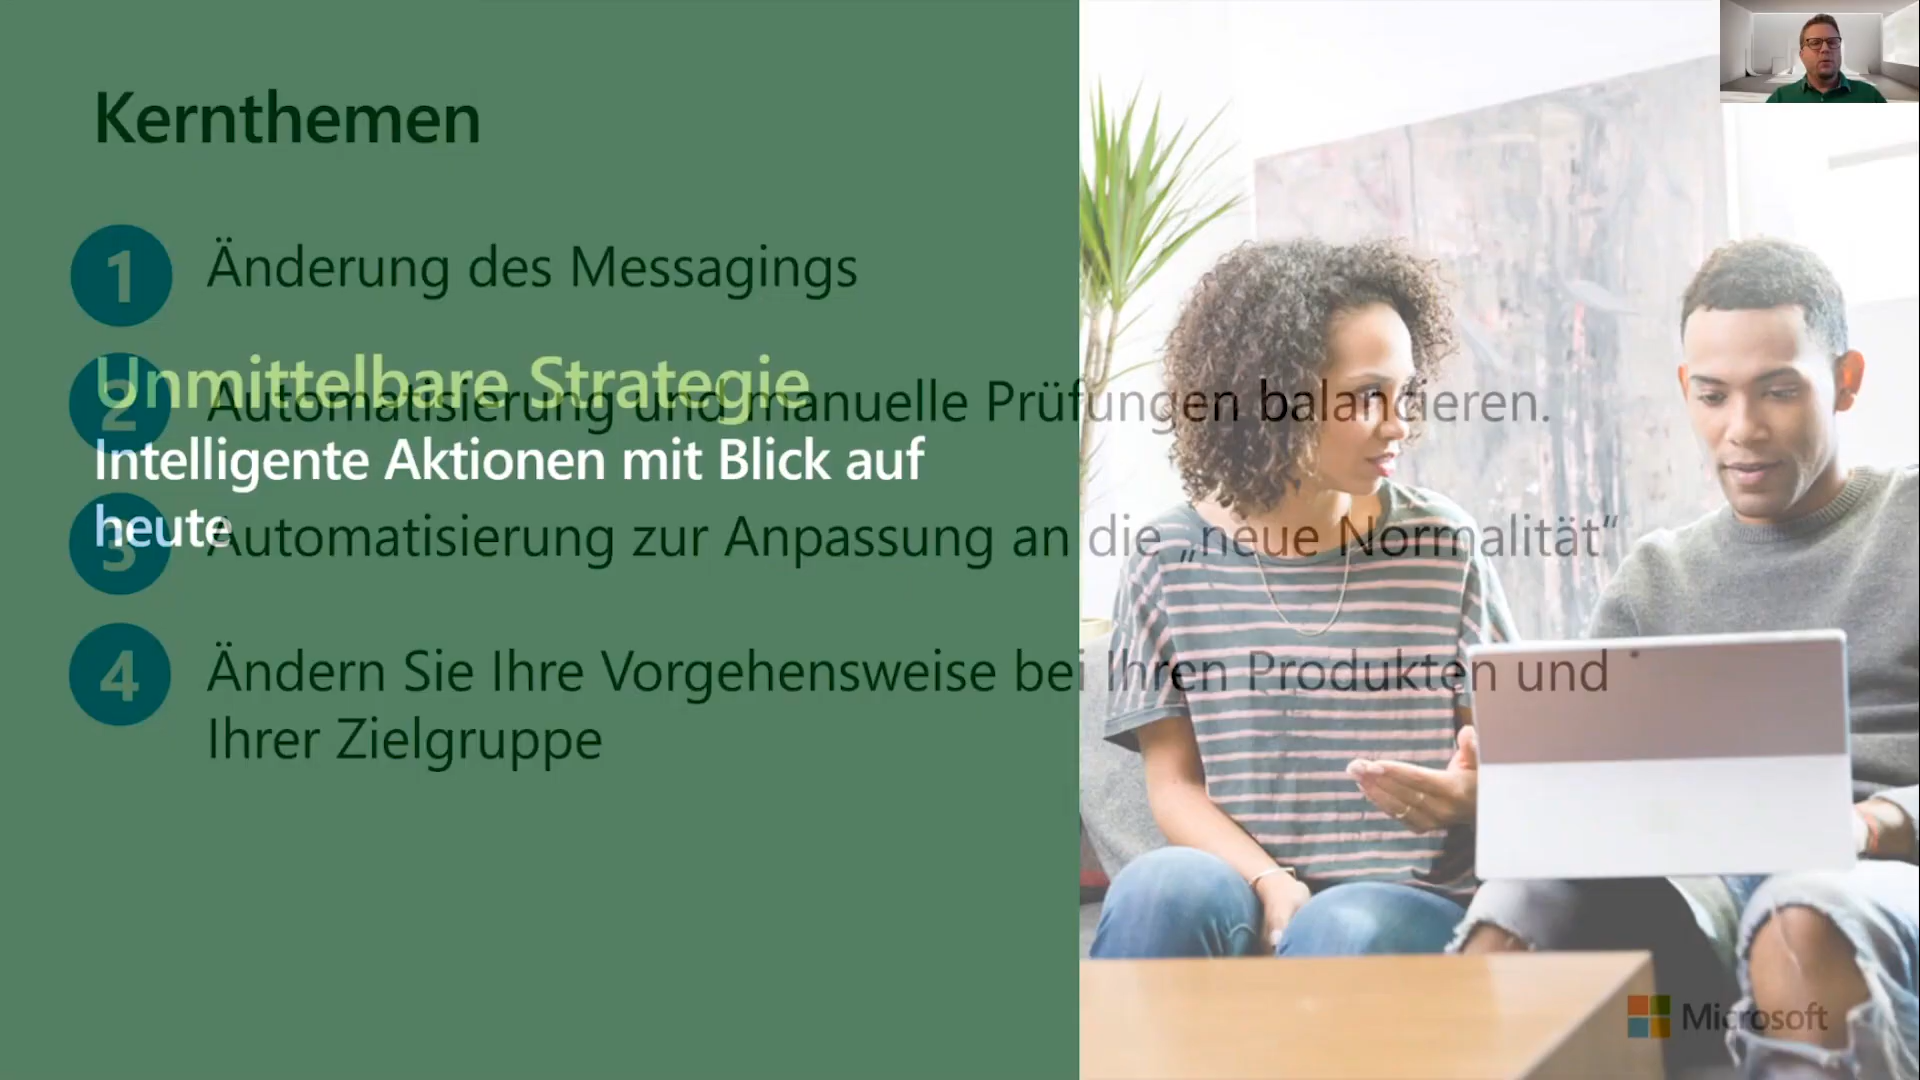 Kernthemen
1 Änderung des Messagings
Unmittelbare Strategie
2 Automatisierung und manuelle Prüfungen balancieren.
Intelligente Aktionen mit Blick auf
heute
3 Automatisierung zur Anpassung an die „neue Normalität“
4 Ändern Sie Ihre Vorgehensweise bei Ihren Produkten und
Ihrer Zielgruppe
Microsoft